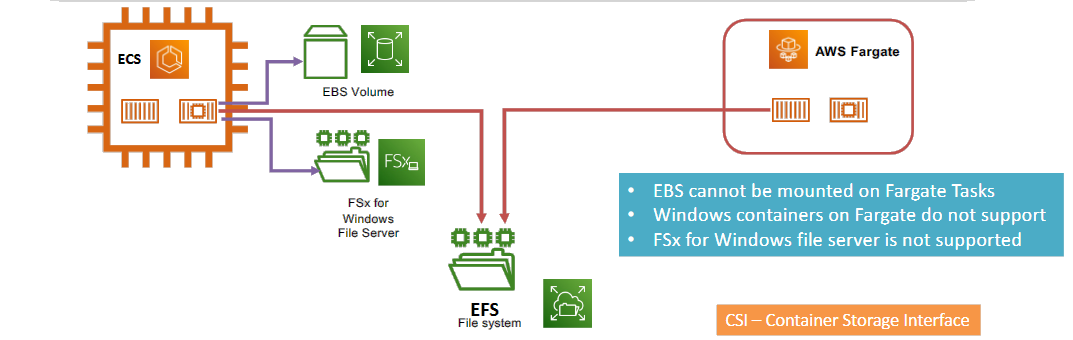 ECS
EBS Volume
FSx
FSx for
Windows
File Server
EFS
File system
AWS Fargate
• EBS cannot be mounted on Fargate Tasks
• Windows containers on Fargate do not support
• FSx for Windows file server is not supported
CSI – Container Storage Interface